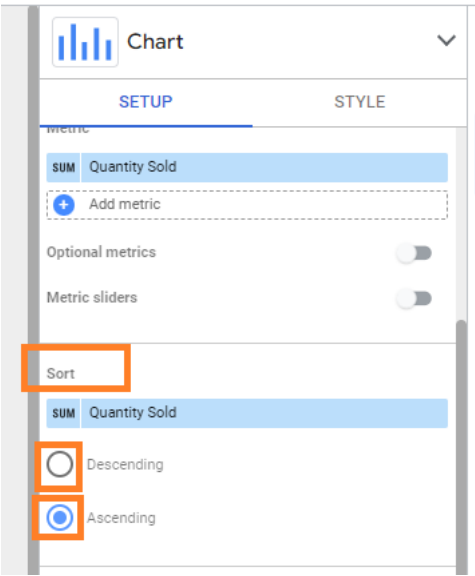 Chart
SETUP STYLE
Metric
SUM Quantity Sold
Add metric
Optional metrics
Metric sliders
Sort
SUM Quantity Sold
Descending
Ascending